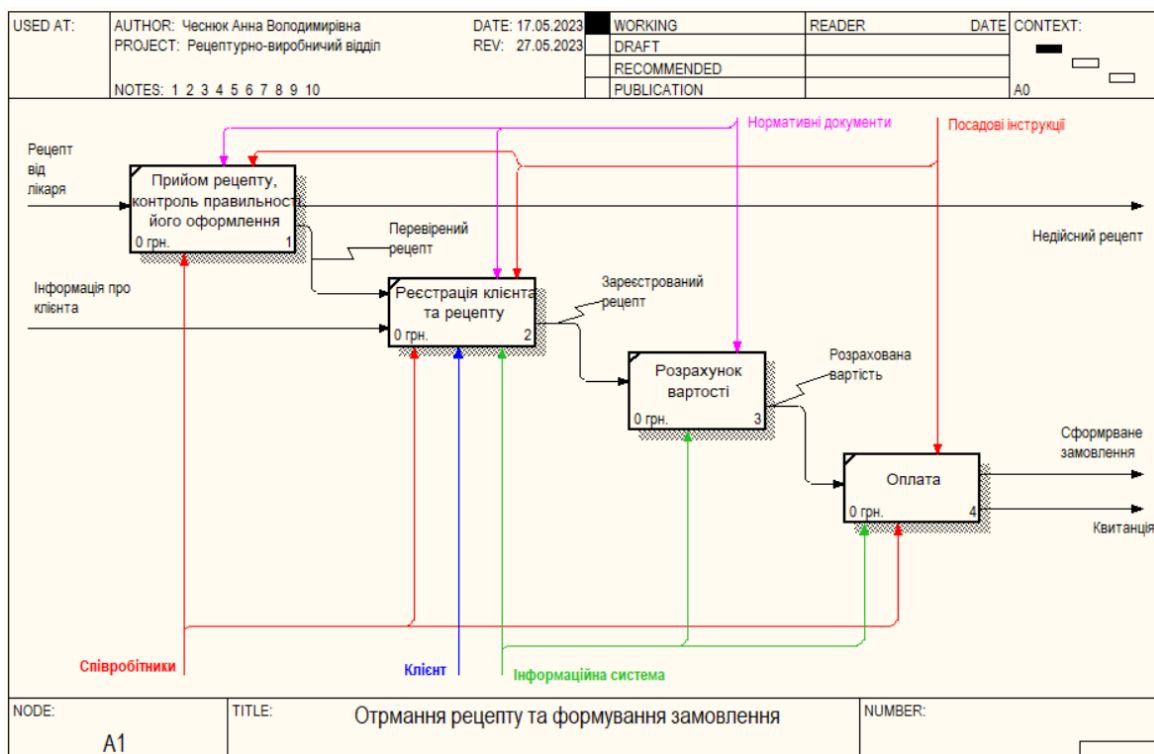 USED AT:
AUTHOR: Чеснюк Анна Володимирівна
DATE: 17.05.2023
PROJECT: Рецептурно-виробничий відділ
REV: 27.05.2023
NOTES: 1 2 3 4 5 6 7 8 9 10
WORKING
DRAFT
RECOMMENDED
PUBLICATION
READER
DATE
CONTEXT:
A0
Нормативні документи
Посадові інструкції
Рецепт
від
лікаря
Прийом рецепту,
контроль правильності
його оформлення
0 грн.
1
Перевірений
рецепт
Недійсний рецепт
Інформація про
клієнта
Реєстрація клієнта
та рецепту
0 грн.
2
Зареєстрований
рецепт
Розрахунок
вартості
0 грн.
3
Розрахована
вартість
Оплата
0 грн.
4
Сформрване
замовлення
Квитанція
Співробітники
Клієнт
Інформаційна система
NODE:
A1
TITLE:
Отрмання рецепту та формування замовлення
NUMBER: